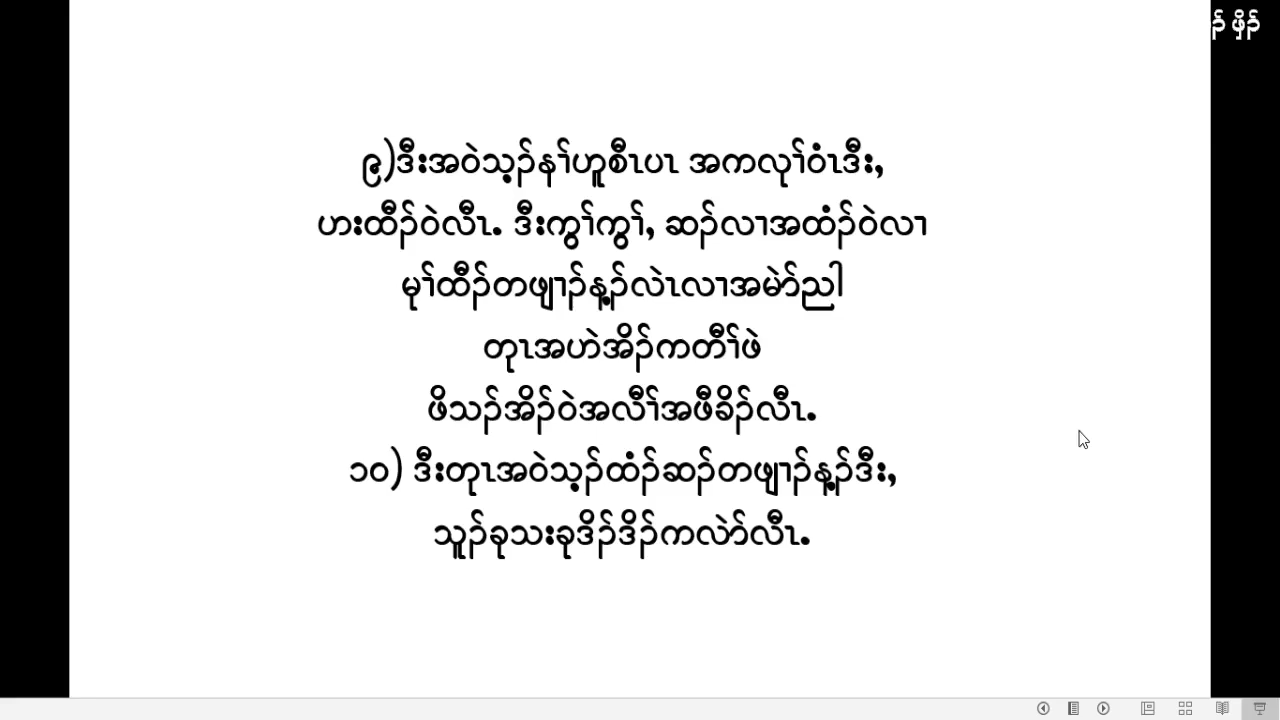 ၣ် ဖှိၣ်
၉)ဒီးအဝဲသ့ၣ်နၢ်ဟူစီၤပၤ အကလုၢ်ဝံၤဒီး,
ဟးထီၣ်ဝဲလီၤ. ဒီးကွၢ်ကွၢ်, ဆၣ်လၢအထံၣ်ဝဲလၢ
မုၢ်ထီၣ်တဖျၢၣ်န့ၣ်လဲၤလၢအမဲာ်ညါ
တုၤအဟဲအိၣ်ကတီၢ်ဖဲ
ဖိသၣ်အိၣ်ဝဲအလီၢ်အဖီခိၣ်လီၤ.
၁၀) ဒီးတုၤအဝဲသ့ၣ်ထံၣ်ဆၣ်တဖျၢၣ်န့ၣ်ဒီး,
သူၣ်ခုသးခုဒိၣ်ဒိၣ်ကလဲာ်လီၤ.